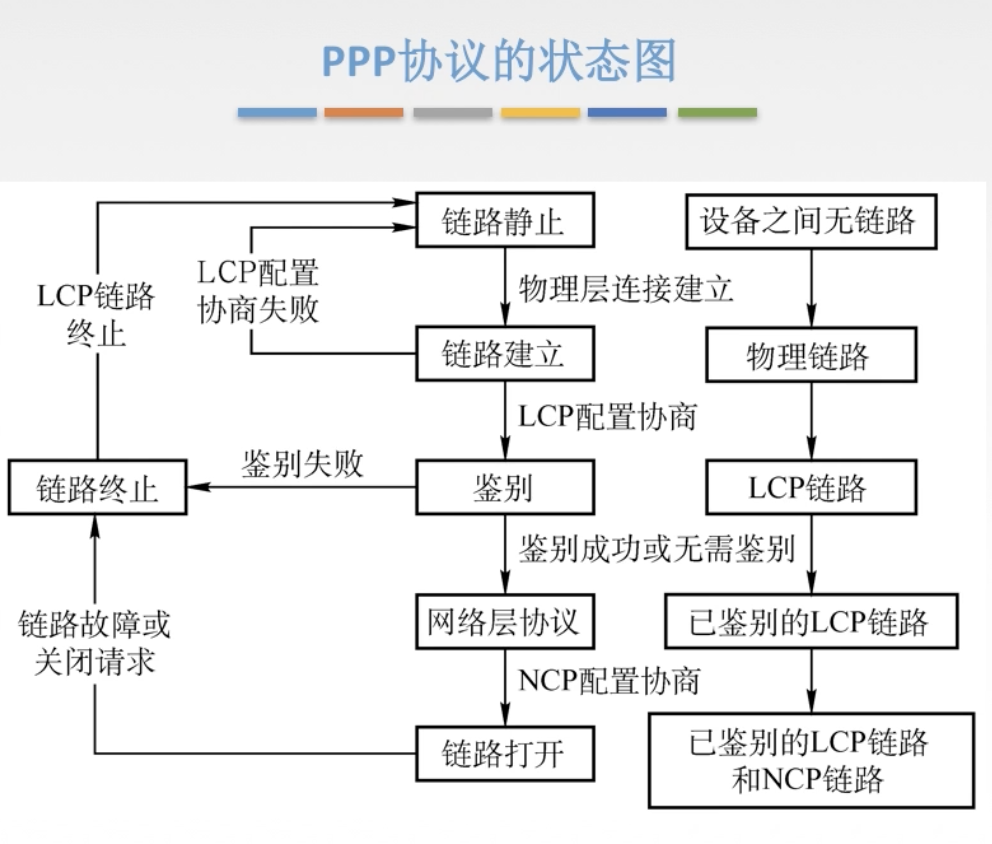 PPP协议的状态图
链路静止
设备之间无链路
LCP配置
协商失败
LCP链路
终止
物理层连接建立
链路建立
物理链路
LCP配置协商
鉴别失败
链路终止
鉴别
LCP链路
鉴别成功或无需鉴别
链路故障或
关闭请求
网络层协议
已鉴别的LCP链路
NCP配置协商
链路打开
已鉴别的LCP链路
和NCP链路